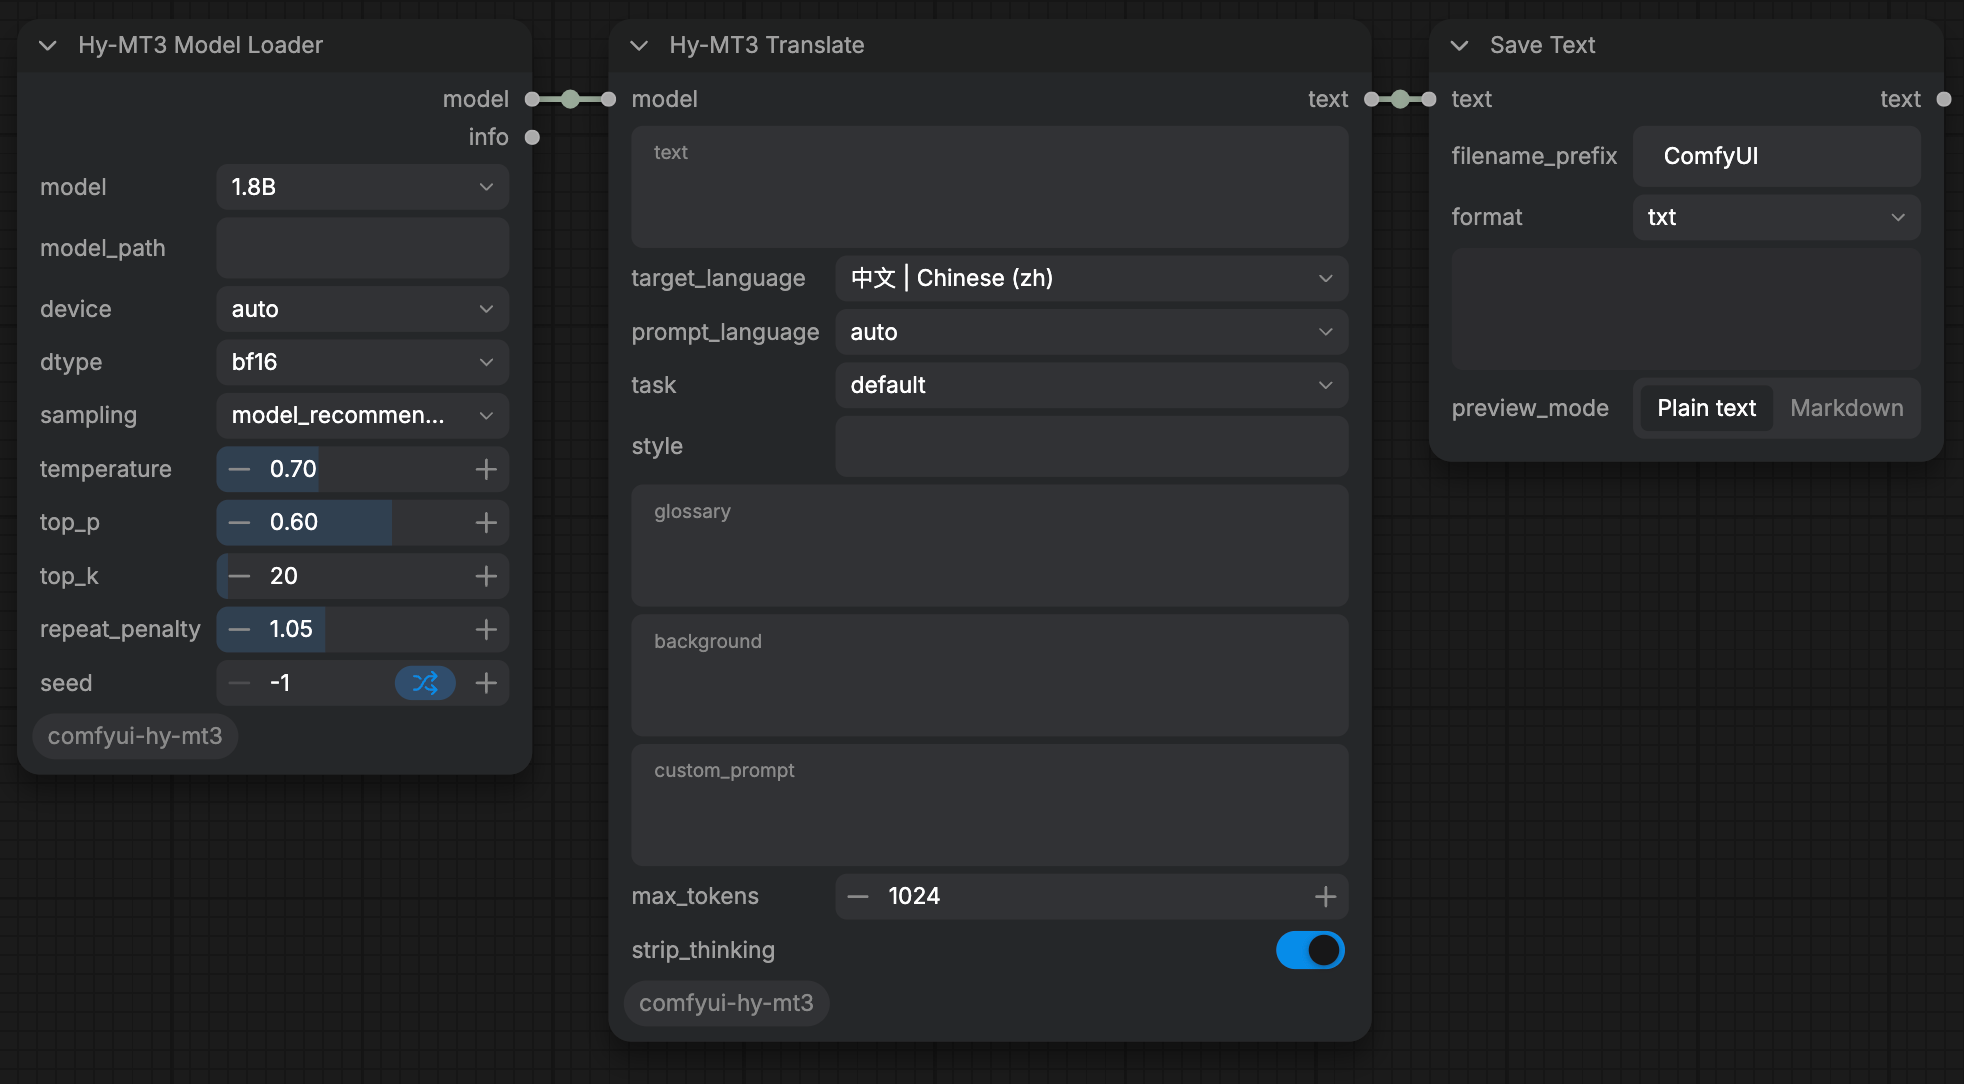 Hy-MT3 Model Loader
model
info
model 1.8B
model_path
device auto
dtype bf16
sampling model_recommen...
temperature 0.70
top_p 0.60
top_k 20
repeat_penalty 1.05
seed -1
comfyui-hy-mt3
Hy-MT3 Translate
model text
text
target_language 中文 | Chinese (zh)
prompt_language auto
task default
style
glossary
background
custom_prompt
max_tokens 1024
strip_thinking
comfyui-hy-mt3
Save Text
text text
filename_prefix ComfyUI
format txt
preview_mode Plain text Markdown